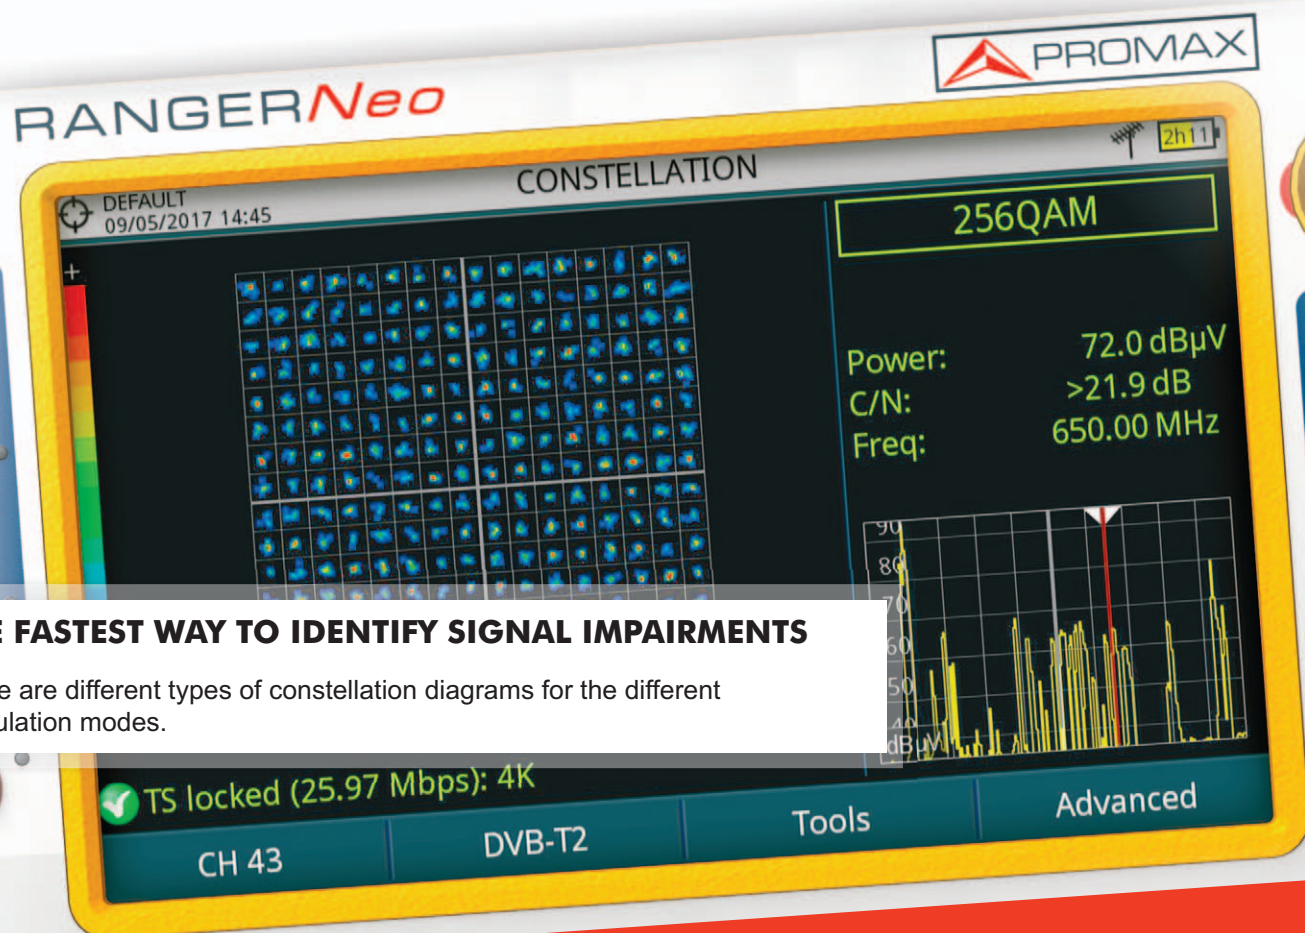 RANGERNeo
PROMAX
DEFAULT
09/05/2017 14:45
CONSTELLATION
2h11
+
256QAM
Power: 72.0 dBµV
C/N: >21.9 dB
Freq: 650.00 MHz
90
80
70
60
50
40
dBµV
E FASTEST WAY TO IDENTIFY SIGNAL IMPAIRMENTS
e are different types of constellation diagrams for the different
ulation modes.
TS locked (25.97 Mbps): 4K
CH 43
DVB-T2
Tools
Advanced